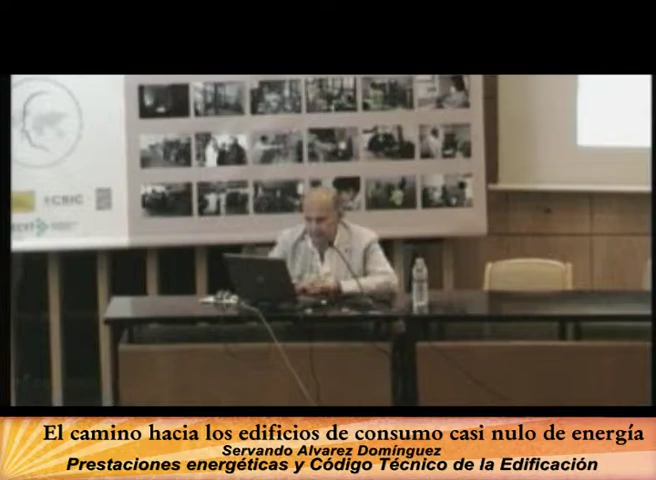 CSIC
El camino hacia los edificios de consumo casi nulo de energía
Servando Alvarez Domínguez
Prestaciones energéticas y Código Técnico de la Edificación